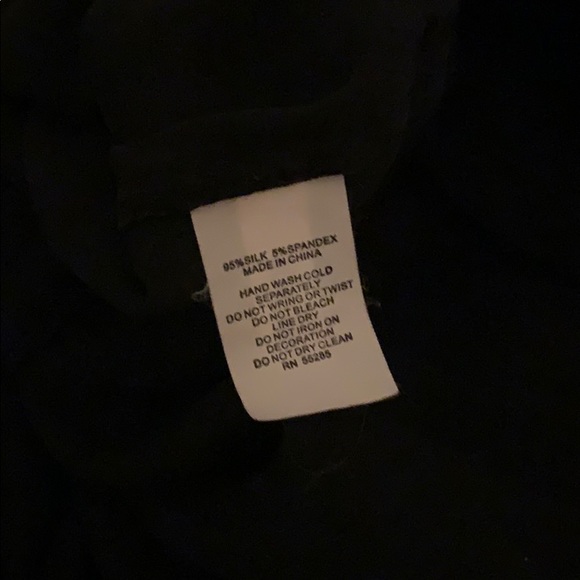 95%SILK 5%SPANDEX
MADE IN CHINA
HAND WASH COLD
SEPARATELY
DO NOT WRING OR TWIST
DO NOT BLEACH
LINE DRY
DO NOT IRON ON
DECORATION
DO NOT DRY CLEAN
RN 55285